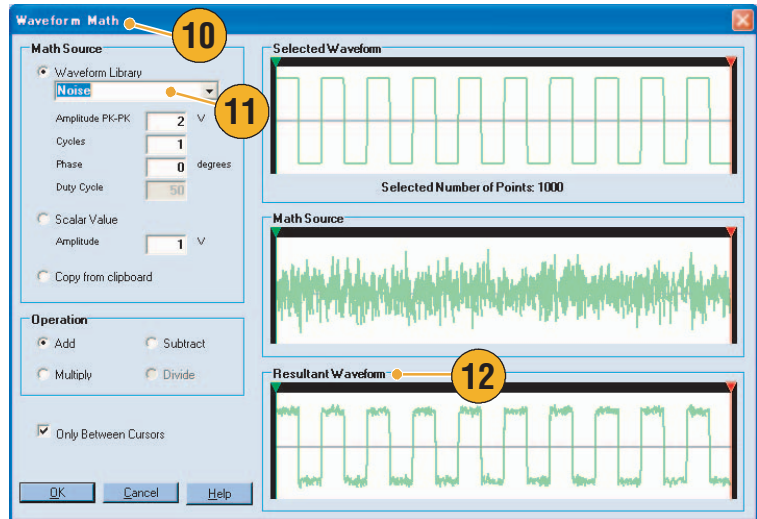 Waveform Math
10
Math Source
Waveform Library
Noise
11
Amplitude PK-PK 2 V
Cycles 1
Phase 0 degrees
Duty Cycle 50
Scalar Value
Amplitude 1 V
Copy from clipboard
Operation
Add Subtract
Multiply Divide
Only Between Cursors
OK Cancel Help
Selected Waveform
Selected Number of Points: 1000
Math Source
Resultant Waveform
12